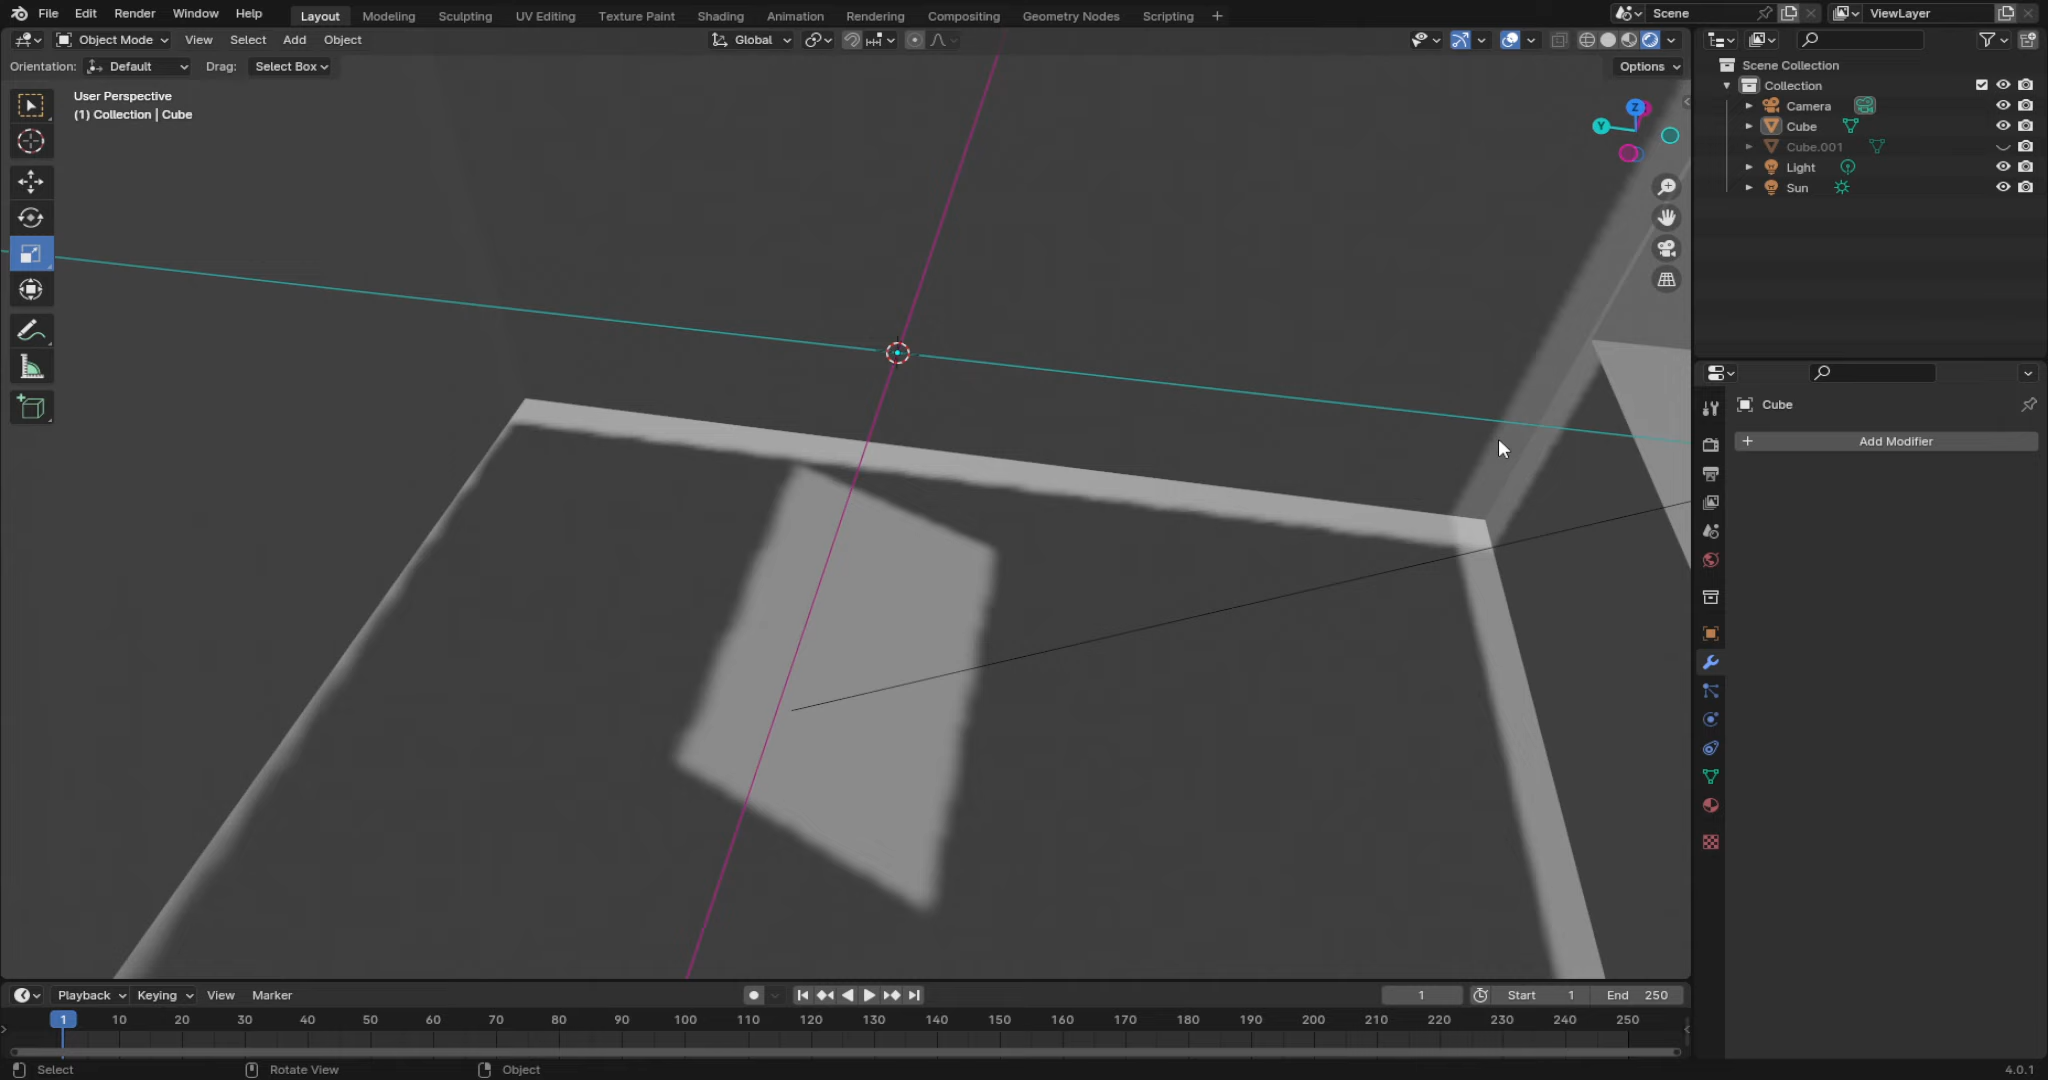 File Edit Render Window Help Layout Modeling Sculpting UV Editing Texture Paint Shading Animation Rendering Compositing Geometry Nodes Scripting + Scene ViewLayer
Object Mode View Select Add Object Global
Orientation: Default Drag: Select Box Options
User Perspective
(1) Collection | Cube
Z
Y
Scene Collection
Collection
Camera
Cube
Cube.001
Light
Sun
Cube
+ Add Modifier
Playback Keying View Marker 1 Start 1 End 250
1 10 20 30 40 50 60 70 80 90 100 110 120 130 140 150 160 170 180 190 200 210 220 230 240 250
Select Rotate View Object 4.0.1